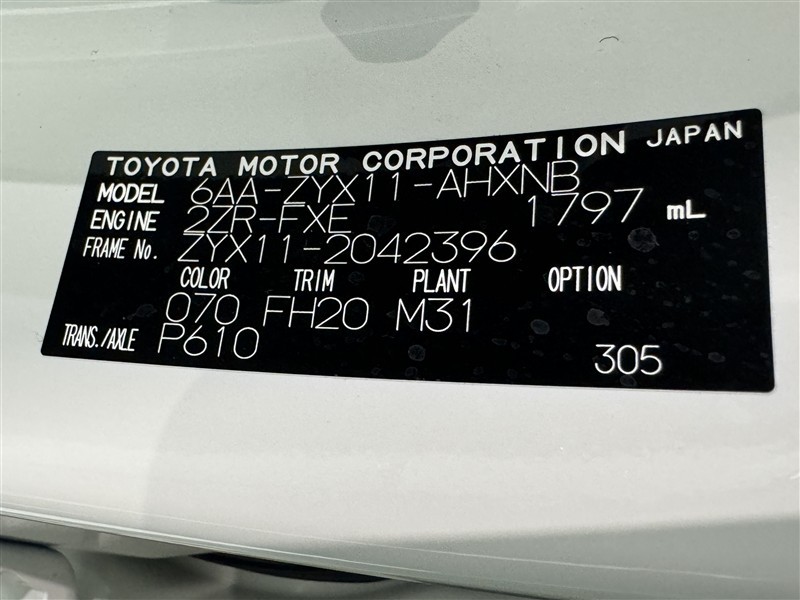 TOYOTA MOTOR CORPORATION JAPAN
MODEL 6AA-ZYX11-AHXNB
ENGINE 2ZR-FXE 1797 mL
FRAME No. ZYX11-2042396
COLOR TRIM PLANT OPTION
070 FH20 M31
TRANS./AXLE P610 305